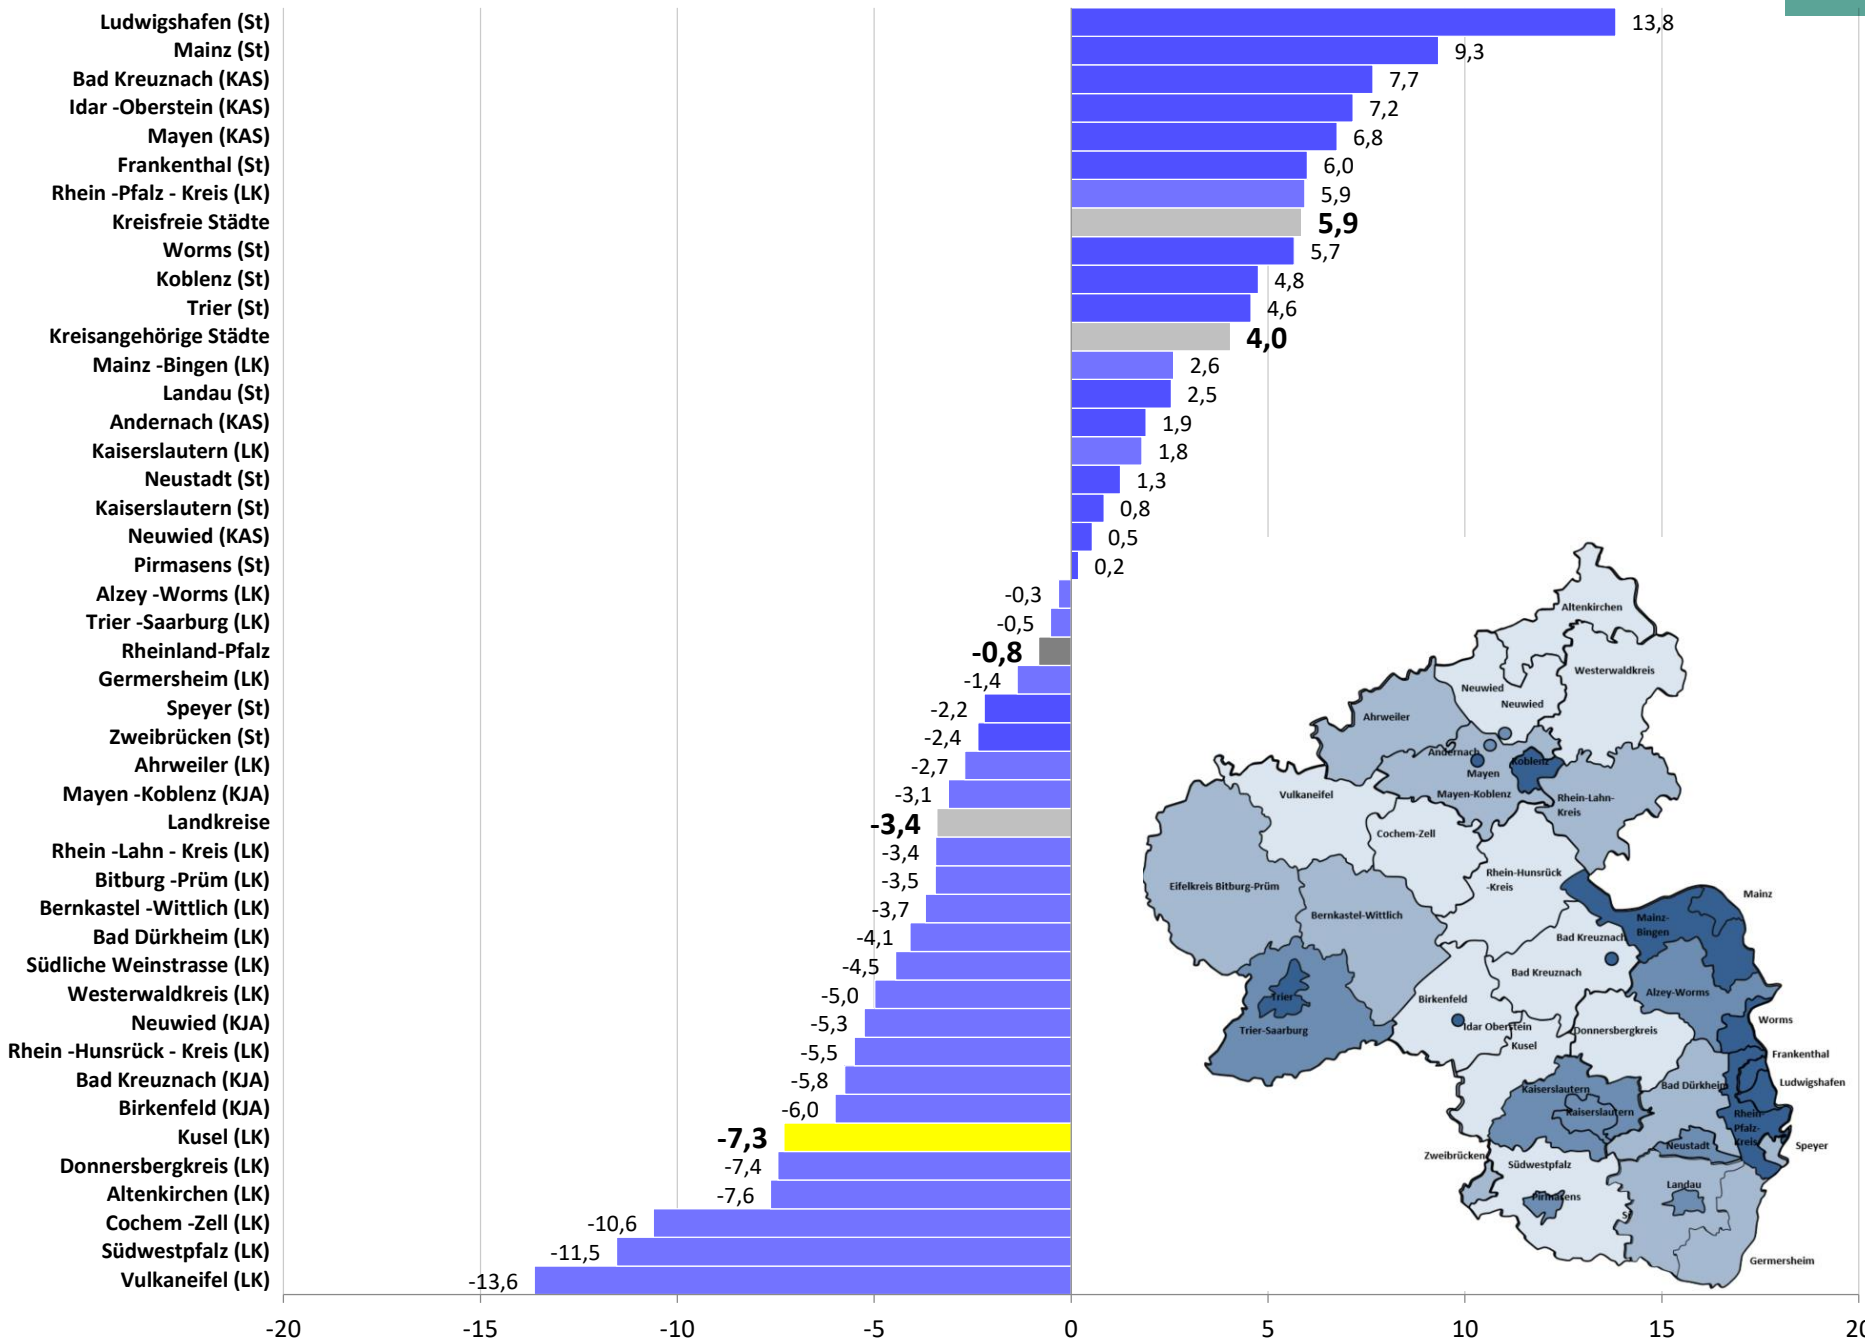 Ludwigshafen (St) 13,8
Mainz (St) 9,3
Bad Kreuznach (KAS) 7,7
Idar -Oberstein (KAS) 7,2
Mayen (KAS) 6,8
Frankenthal (St) 6,0
Rhein -Pfalz - Kreis (LK) 5,9
Kreisfreie Städte 5,9
Worms (St) 5,7
Koblenz (St) 4,8
Trier (St) 4,6
Kreisangehörige Städte 4,0
Mainz -Bingen (LK) 2,6
Landau (St) 2,5
Andernach (KAS) 1,9
Kaiserslautern (LK) 1,8
Neustadt (St) 1,3
Kaiserslautern (St) 0,8
Neuwied (KAS) 0,5
Pirmasens (St) 0,2
Alzey -Worms (LK) -0,3
Trier -Saarburg (LK) -0,5
Rheinland-Pfalz -0,8
Germersheim (LK) -1,4
Speyer (St) -2,2
Zweibrücken (St) -2,4
Ahrweiler (LK) -2,7
Mayen -Koblenz (KJA) -3,1
Landkreise -3,4
Rhein -Lahn - Kreis (LK) -3,4
Bitburg -Prüm (LK) -3,5
Bernkastel -Wittlich (LK) -3,7
Bad Dürkheim (LK) -4,1
Südliche Weinstrasse (LK) -4,5
Westerwaldkreis (LK) -5,0
Neuwied (KJA) -5,3
Rhein -Hunsrück - Kreis (LK) -5,5
Bad Kreuznach (KJA) -5,8
Birkenfeld (KJA) -6,0
Kusel (LK) -7,3
Donnersbergkreis (LK) -7,4
Altenkirchen (LK) -7,6
Cochem -Zell (LK) -10,6
Südwestpfalz (LK) -11,5
Vulkaneifel (LK) -13,6
-20 -15 -10 -5 0 5 10 15 20
Altenkirchen
Westerwaldkreis
Neuwied
Neuwied
Ahrweiler
Andernach
Koblenz
Mayen
Mayen-Koblenz
Rhein-Lahn-
Kreis
Vulkaneifel
Cochem-Zell
Rhein-Hunsrück
-Kreis
Eifelkreis Bitburg-Prüm
Bernkastel-Wittlich
Mainz
Mainz-
Bingen
Bad Kreuznach
Bad Kreuznach
Alzey-Worms
Birkenfeld
Trier
Trier-Saarburg
Idar Oberstein
Donnersbergkreis
Worms
Kusel
Frankenthal
Ludwigshafen
Kaiserslautern
Bad Dürkheim
Kaiserslautern
Rhein
Pfalz-
Kreis
Neustadt
Speyer
Zweibrücken
Südwestpfalz
Landau
Pirmasens
Germersheim